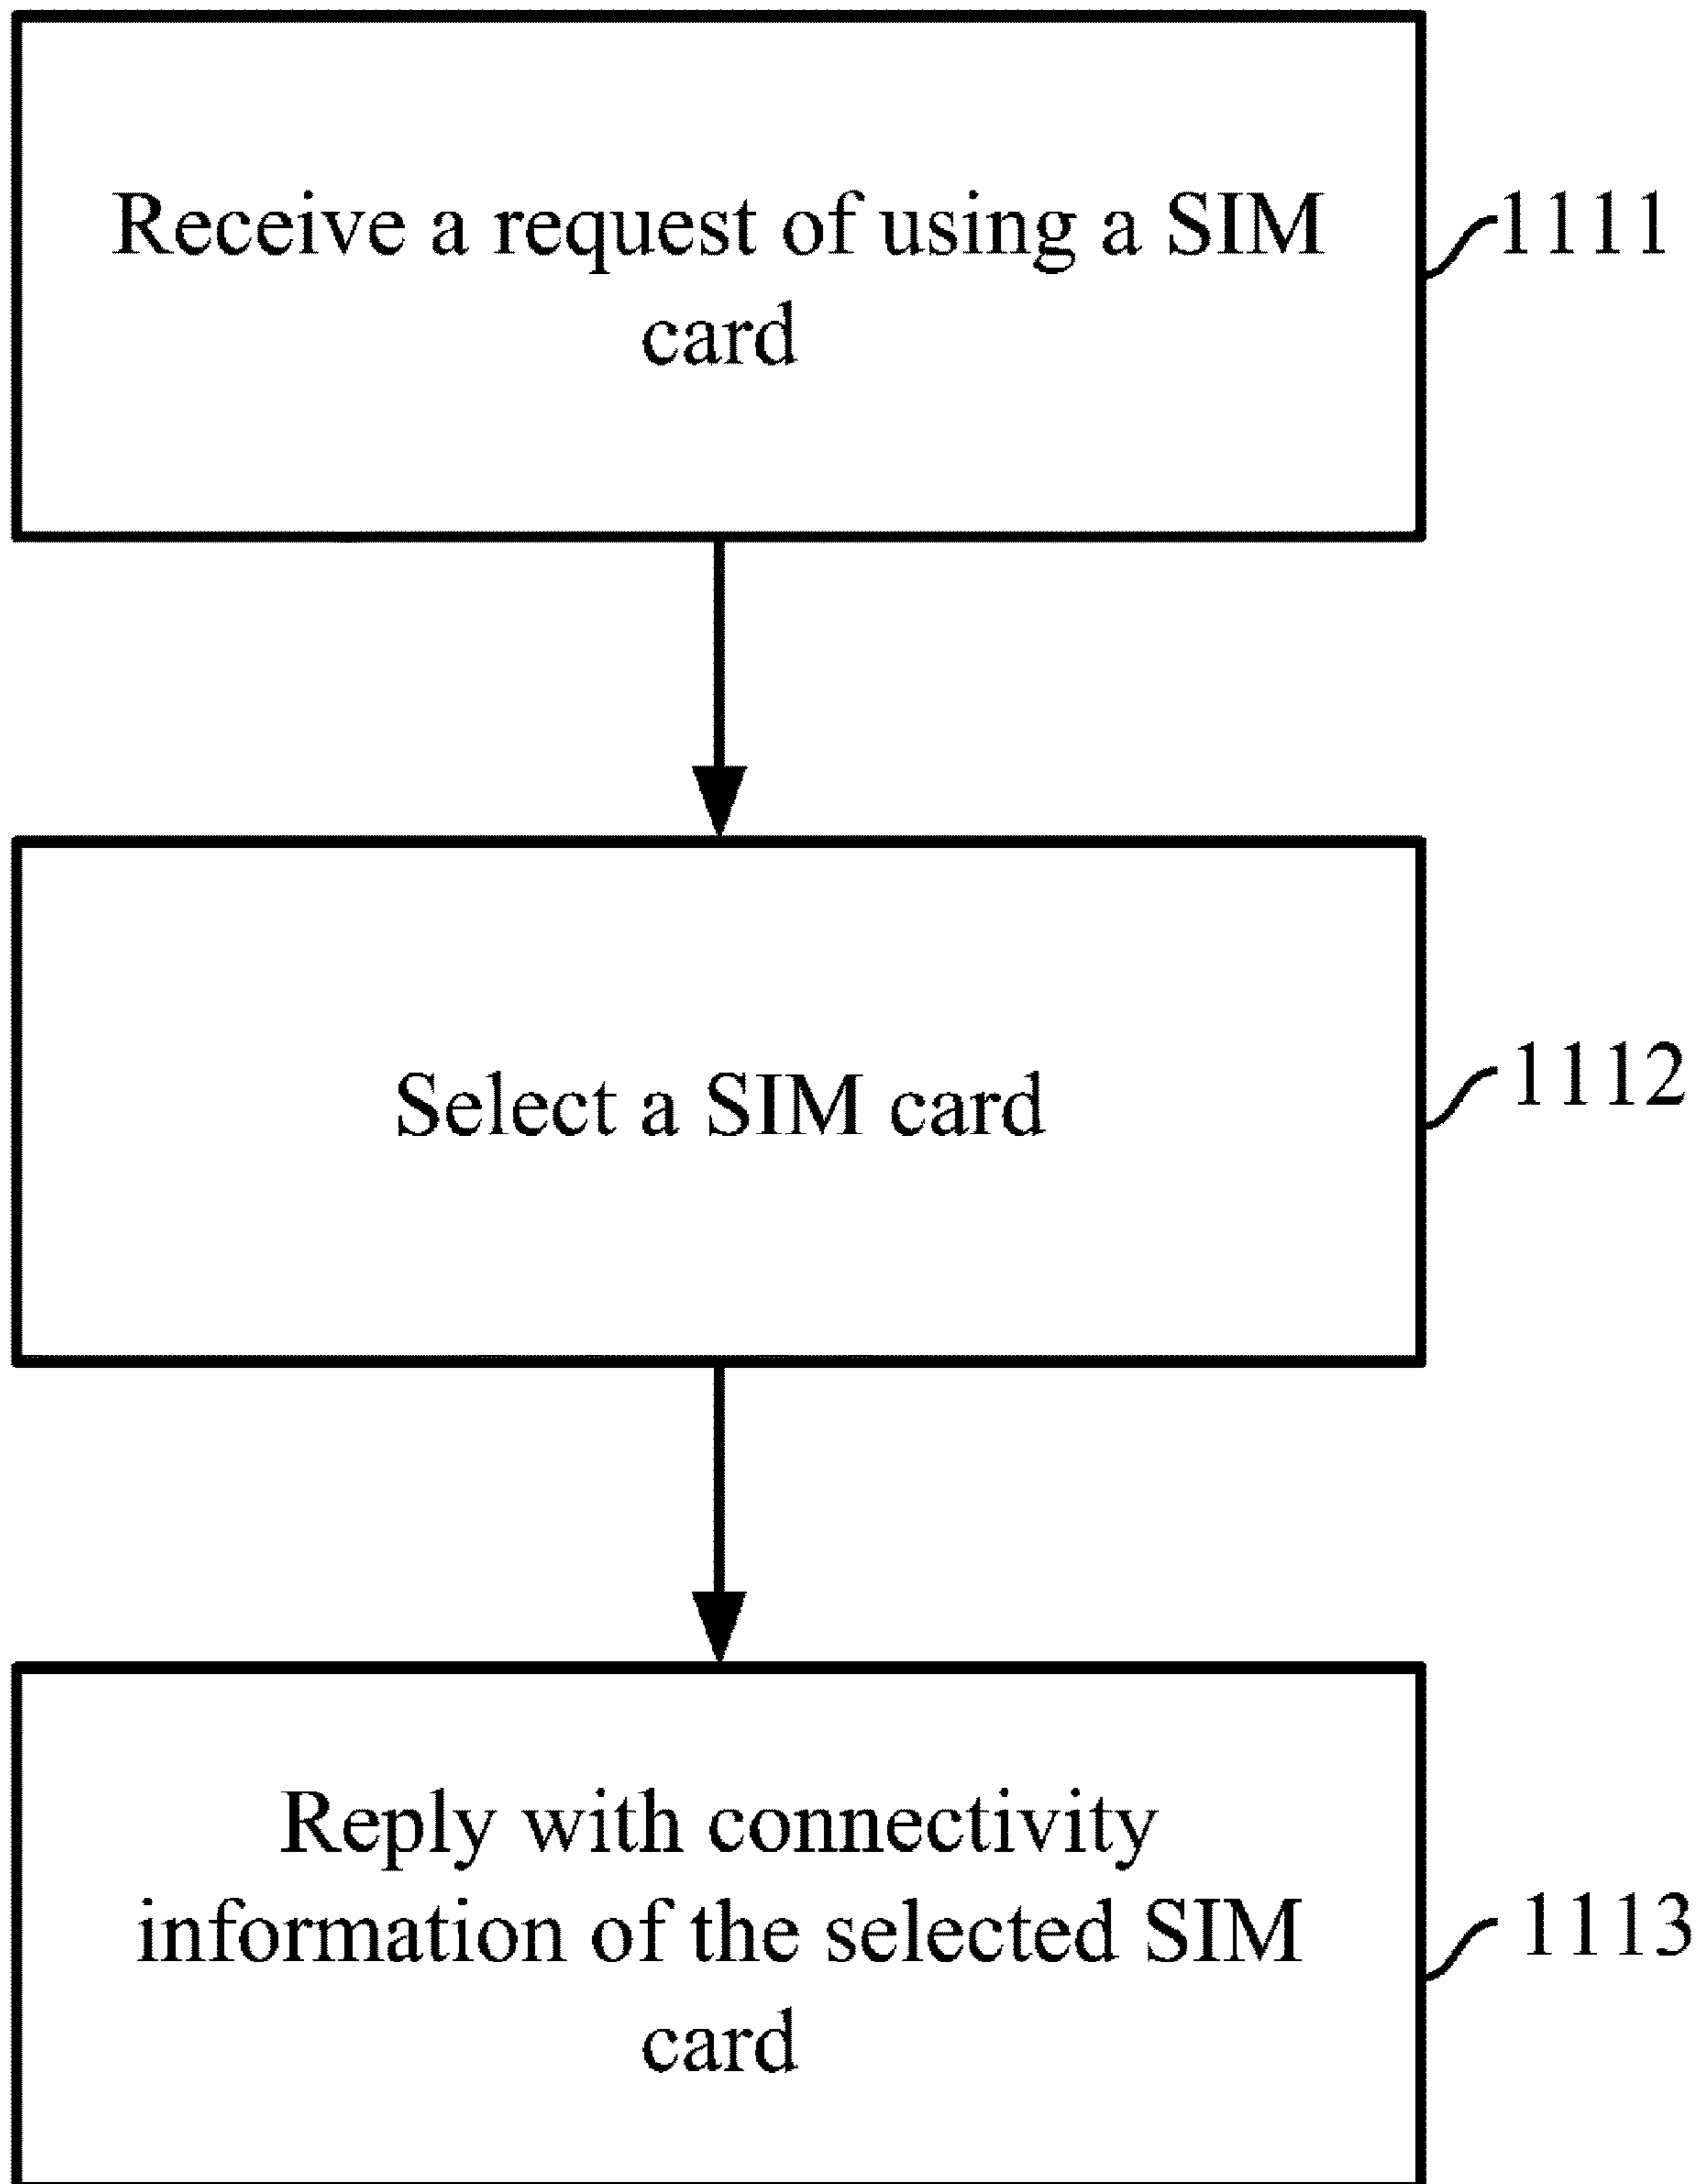 Receive a request of using a SIM
card
1111
Select a SIM card
1112
Reply with connectivity
information of the selected SIM
card
1113